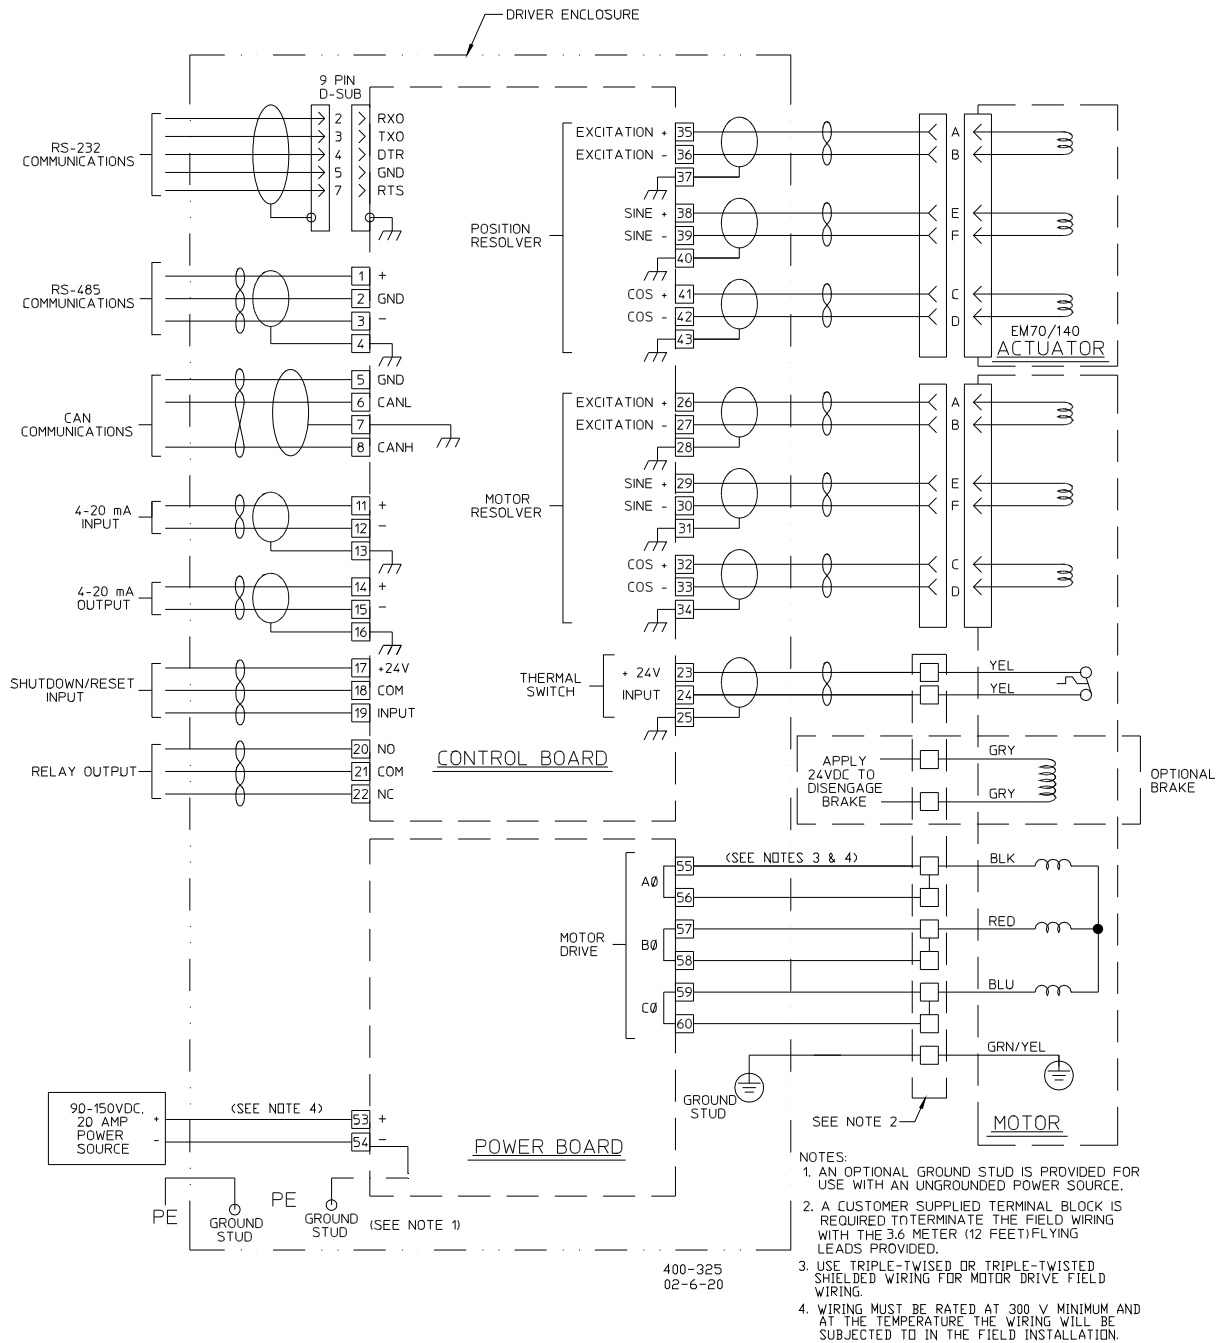 DRIVER ENCLOSURE
9 PIN
D-SUB
RS-232
COMMUNICATIONS
2 RXO
3 TXO
4 DTR
5 GND
7 RTS
RS-485
COMMUNICATIONS
1 +
2 GND
3 -
4
CAN
COMMUNICATIONS
5 GND
6 CANL
7
8 CANH
4-20 mA
INPUT
11 +
12 -
13
4-20 mA
OUTPUT
14 +
15 -
16
SHUTDOWN/RESET
INPUT
17 +24V
18 COM
19 INPUT
RELAY OUTPUT
20 NO
21 COM
22 NC
CONTROL BOARD
POSITION
RESOLVER
EXCITATION + 35 A
EXCITATION - 36 B
37
SINE + 38 E
SINE - 39 F
40
COS + 41 C
COS - 42 D
43
EM70/140
ACTUATOR
MOTOR
RESOLVER
EXCITATION + 26 A
EXCITATION - 27 B
28
SINE + 29 E
SINE - 30 F
31
COS + 32 C
COS - 33 D
34
THERMAL
SWITCH
+ 24V 23 YEL
INPUT 24 YEL
25
APPLY
24VDC TO
DISENGAGE
BRAKE
GRY
GRY
OPTIONAL
BRAKE
MOTOR
DRIVE
AØ
55 (SEE NOTES 3 & 4) BLK
56
BØ
57 RED
58
CØ
59 BLU
60
GRN/YEL
GROUND
STUD
SEE NOTE 2
MOTOR
90-150VDC,
20 AMP
POWER
SOURCE
+ (SEE NOTE 4) 53 +
- 54 -
POWER BOARD
PE
GROUND
STUD
PE
GROUND
STUD
(SEE NOTE 1)
400-325
02-6-20
NOTES:
1. AN OPTIONAL GROUND STUD IS PROVIDED FOR
USE WITH AN UNGROUNDED POWER SOURCE.
2. A CUSTOMER SUPPLIED TERMINAL BLOCK IS
REQUIRED TOTERMINATE THE FIELD WIRING
WITH THE 3.6 METER (12 FEET)FLYING
LEADS PROVIDED.
3. USE TRIPLE-TWISED OR TRIPLE-TWISTED
SHIELDED WIRING FOR MOTOR DRIVE FIELD
WIRING.
4. WIRING MUST BE RATED AT 300 V MINIMUM AND
AT THE TEMPERATURE THE WIRING WILL BE
SUBJECTED TO IN THE FIELD INSTALLATION.